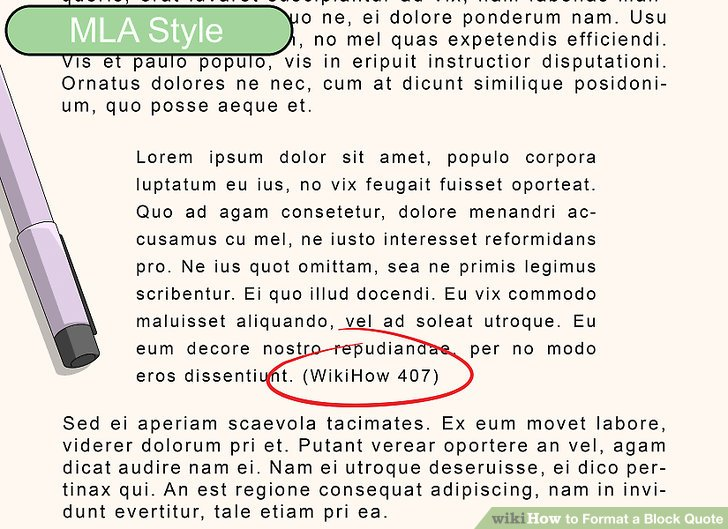 MLA Style
uo ne, ei dolore ponderum nam. Usu
no mel quas expetendis efficiendi.
Vis et paulo populo, vis in eripuit instructior disputationi.
Ornatus dolores ne nec, cum at dicunt similique posidoni-
um, quo posse aeque et.
Lorem ipsum dolor sit amet, populo corpora
luptatum eu ius, no vix feugait fuisset oporteat.
Quo ad agam consetetur, dolore menandri ac-
cusamus cu mel, ne iusto interesset reformidans
pro. Ne ius quot omittam, sea ne primis legimus
scribentur. Ei quo illud docendi. Eu vix commodo
maluisset aliquando, vel ad soleat utroque. Eu
eum decore nostro repudiandae, per no modo
eros dissentiunt. (WikiHow 407)
Sed ei aperiam scaevola tacimates. Ex eum movet labore,
viderer dolorum pri et. Putant verear oportere an vel, agam
dicat audire nam ei. Nam ei utroque deseruisse, ei dico per-
tinax qui. An est regione consequat adipiscing, nam in invi-
dunt evertitur, tale etiam pri ea.
wikiHow to Format a Block Quote